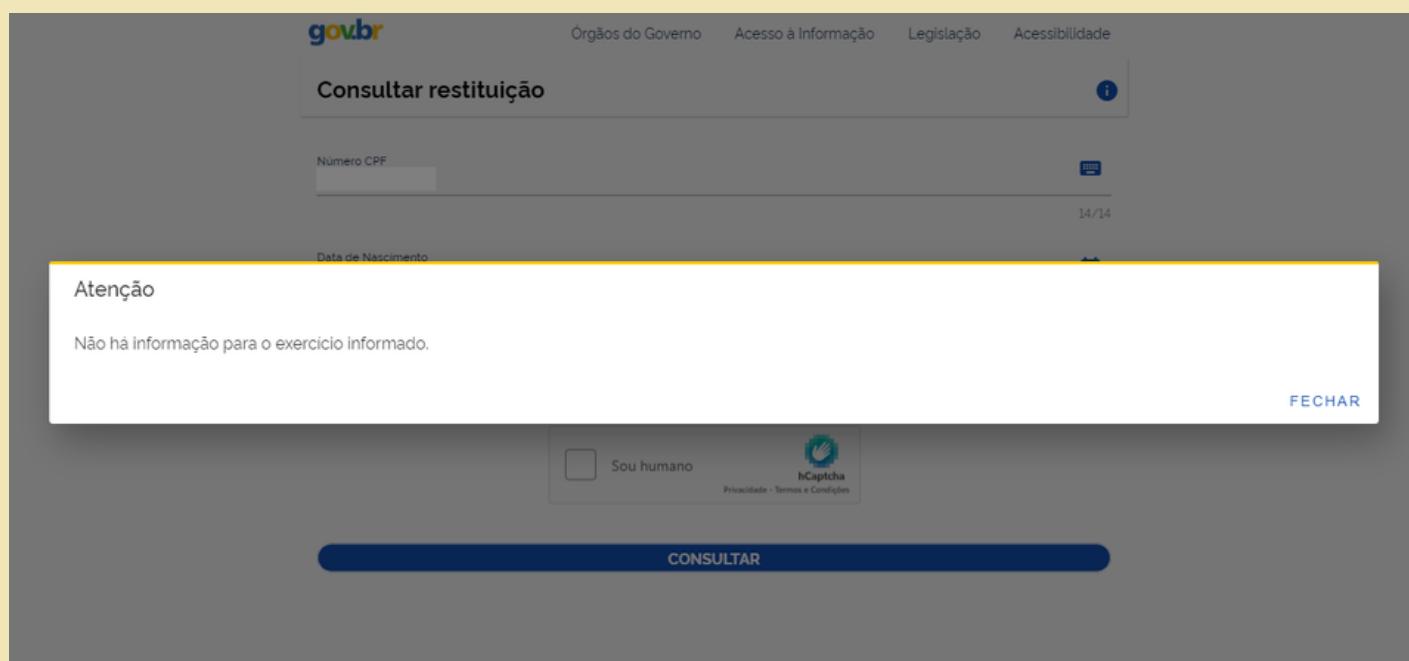 gov.br
Órgãos do Governo Acesso à Informação Legislação Acessibilidade
Consultar restituição
Número CPF
14/14
Data de Nascimento
Atenção
Não há informação para o exercício informado.
FECHAR
Sou humano
hCaptcha
Privacidade - Termos e Condições
CONSULTAR